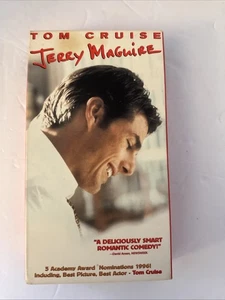 TOM CRUISE
JERRY MAGUIRE
"A DELICIOUSLY SMART
ROMANTIC COMEDY!"
5 Academy Award Nominations 1996!
Including, Best Picture, Best Actor - Tom Cruise